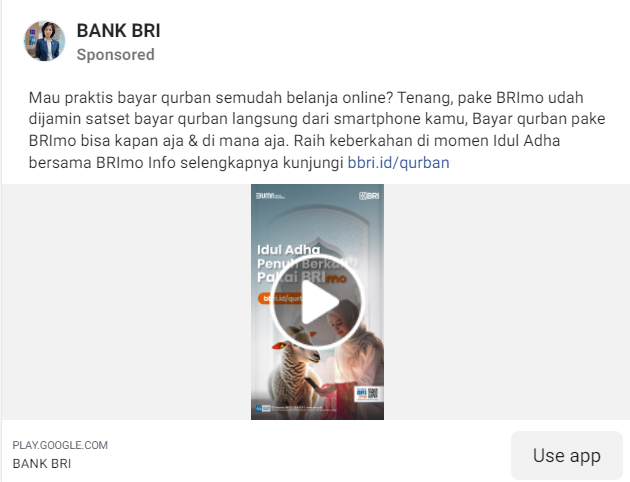 BANK BRI
Sponsored
Mau praktis bayar qurban semudah belanja online? Tenang, pake BRImo udah
dijamin satset bayar qurban langsung dari smartphone kamu, Bayar qurban pake
BRImo bisa kapan aja & di mana aja. Raih keberkahan di momen Idul Adha
bersama BRImo Info selengkapnya kunjungi bbri.id/qurban
BUMN
BRI
Idul Adha
Penuh Berkah
Pakai BRImo
PLAY.GOOGLE.COM
BANK BRI
Use app